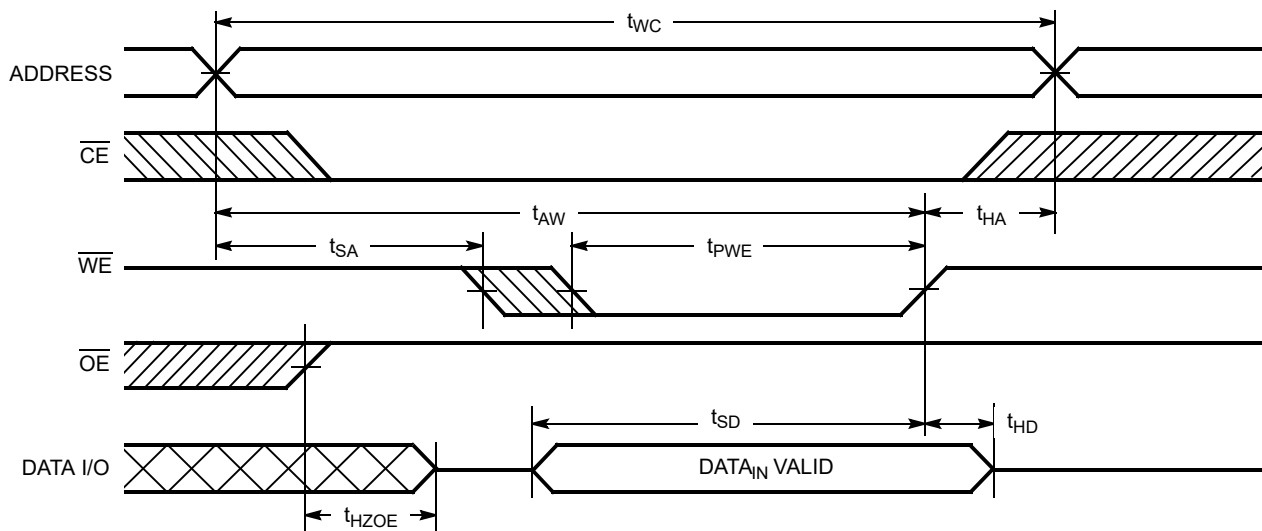 tWC
ADDRESS
CE
tAW
tHA
tSA
tPWE
WE
OE
tSD
tHD
DATA I/O
DATAIN VALID
tHZOE